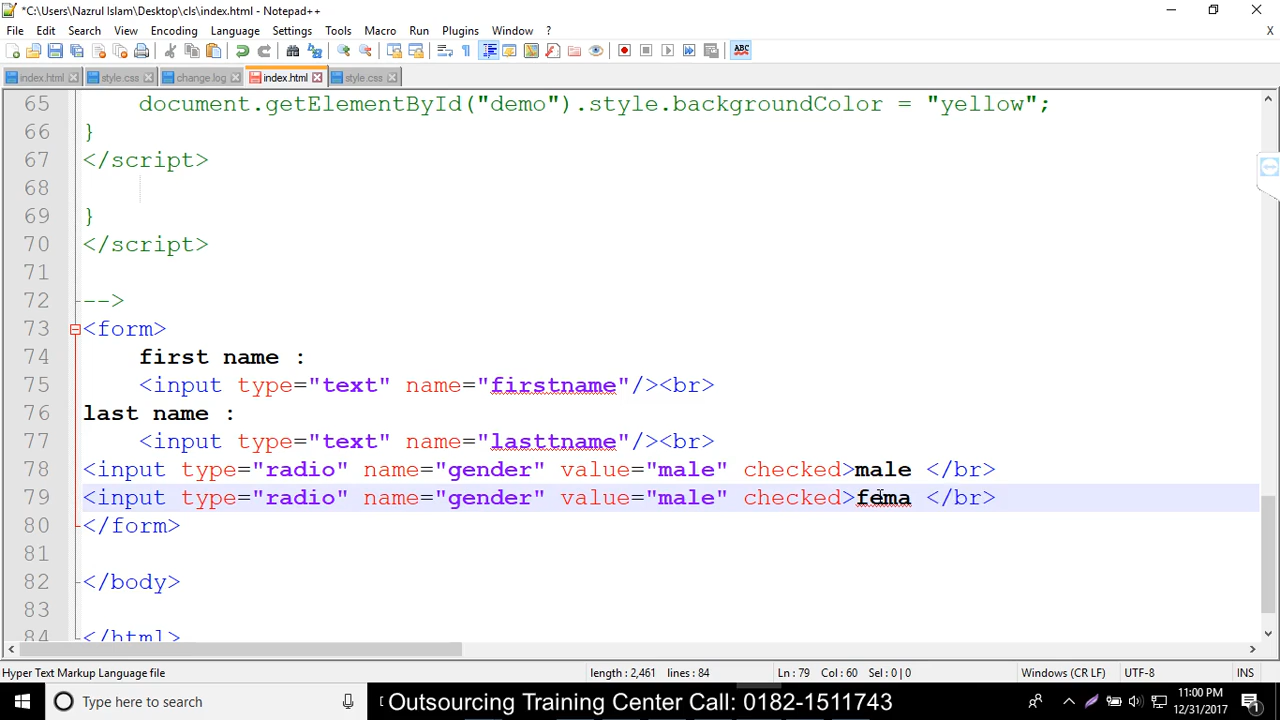 *C:\Users\Nazrul Islam\Desktop\cls\index.html - Notepad++
File Edit Search View Encoding Language Settings Tools Macro Run Plugins Window ?
X
ABC
index.html style.css change.log index.html style.css
65 document.getElementById("demo").style.backgroundColor = "yellow";
66 }
67 </script>
68
69 }
70 </script>
71
72 -->
73 <form>
74 first name :
75 <input type="text" name="firstname"/><br>
76 last name :
77 <input type="text" name="lasttname"/><br>
78 <input type="radio" name="gender" value="male" checked>male </br>
79 <input type="radio" name="gender" value="male" checked>fema </br>
80 </form>
81
82 </body>
83
84 </html>
Hyper Text Markup Language file length : 2,461 lines : 84 Ln : 79 Col : 60 Sel : 0 | 0 Windows (CR LF) UTF-8 INS
Type here to search
Outsourcing Training Center Call: 0182-1511743
11:00 PM
12/31/2017
1